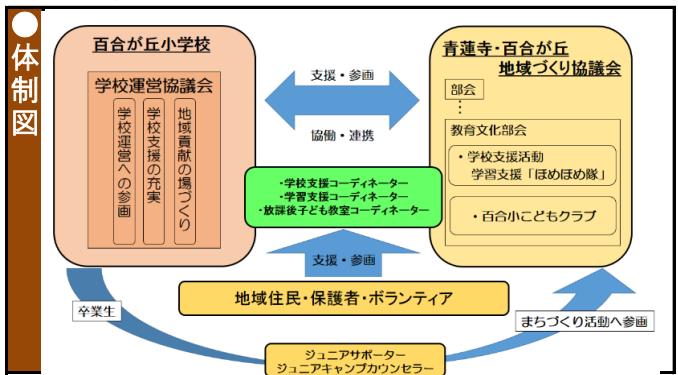 ●体制図
百合が丘小学校
学校運営協議会
学校運営への参画
学校支援の充実
地域貢献の場づくり
支援・参画
協働・連携
青蓮寺・百合が丘
地域づくり協議会
部会
⋮
教育文化部会
・学校支援活動
学習支援「ほめほめ隊」
・百合小こどもクラブ
・学校支援コーディネーター
・学習支援コーディネーター
・放課後子ども教室コーディネーター
支援・参画
地域住民・保護者・ボランティア
卒業生
まちづくり活動へ参画
ジュニアサポーター
ジュニアキャンプカウンセラー